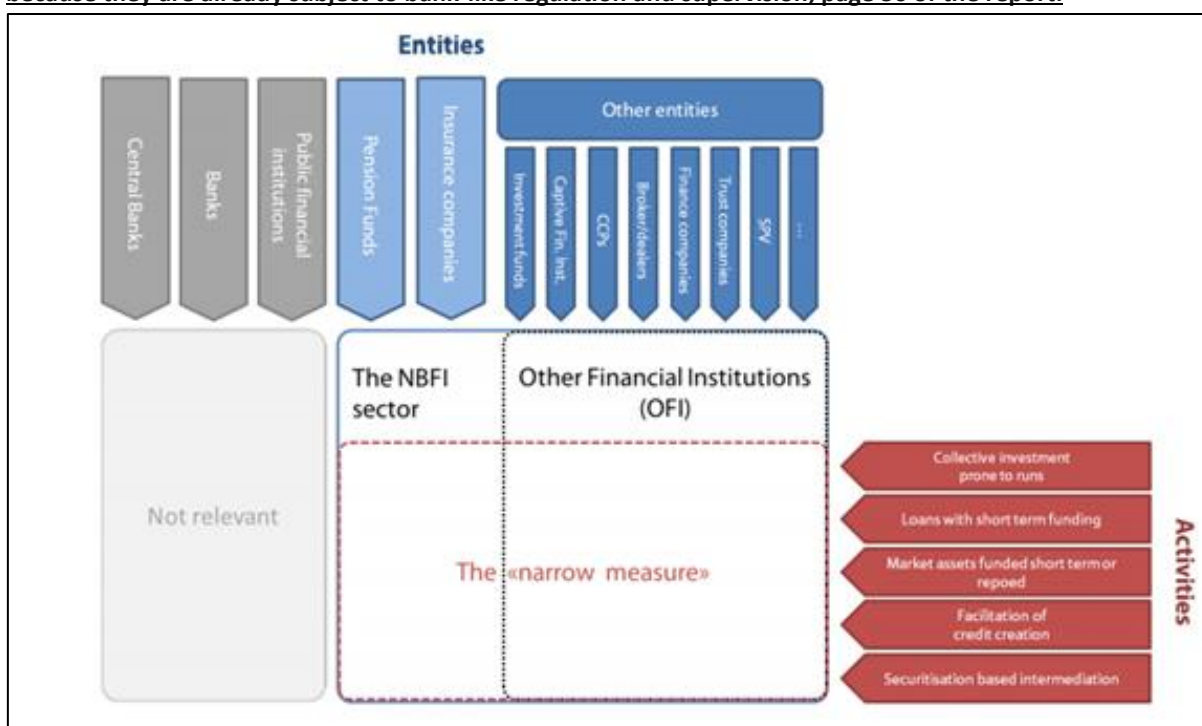 because they are already subject to bank-like regulation and supervision, page 30 of the report.
Entities
Central Banks
Banks
Public financial
institutions
Pension Funds
Insurance companies
Other entities
Investment funds
Captive Fin. Inst.
CCPs
Broker/dealers
Finance companies
Trust companies
SPV
...
Not relevant
The NBFI
sector
Other Financial Institutions
(OFI)
The «narrow measure»
Collective investment
prone to runs
Loans with short term funding
Market assets funded short term or
repoed
Facilitation of
credit creation
Securitisation based intermediation
Activities